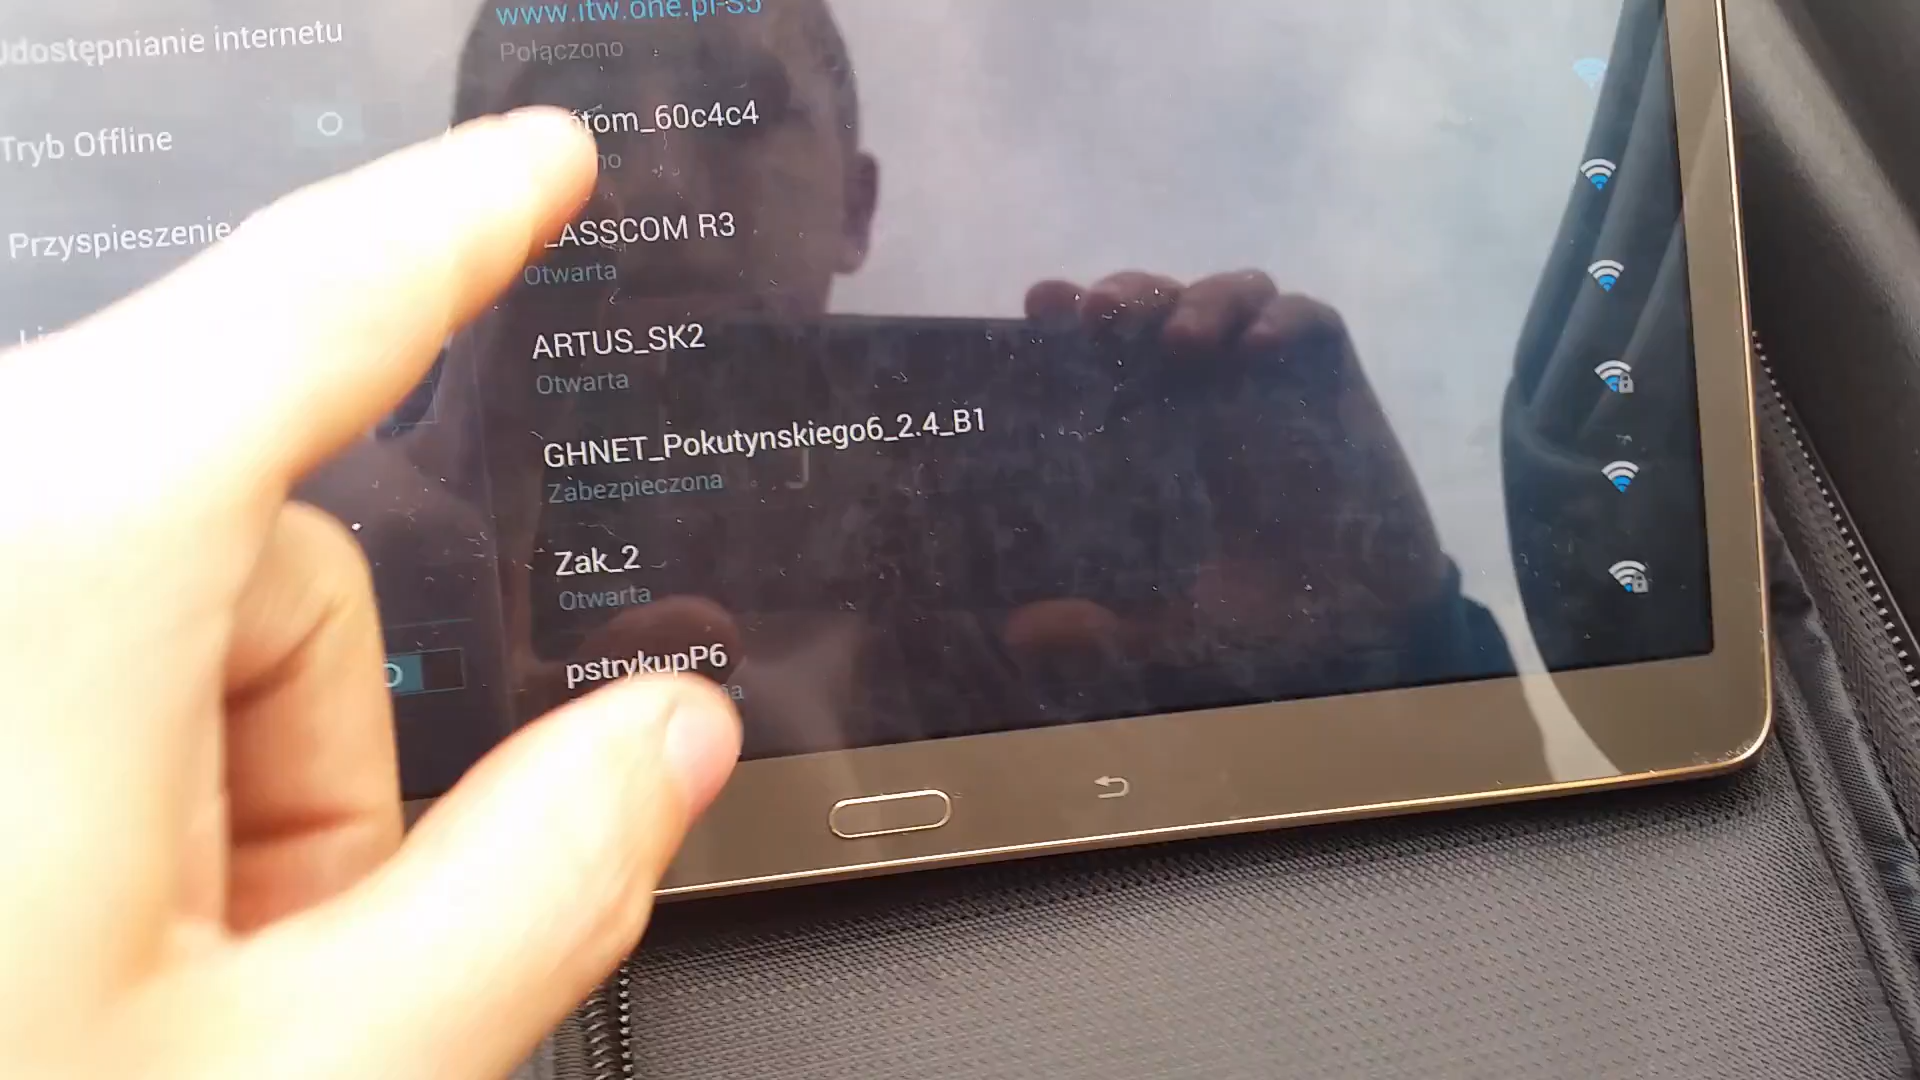 Udostępnianie internetu
Tryb Offline
Przyspieszenie
www.itw.one.pl-S5
Połączono
tom_60c4c4
LASSCOM R3
Otwarta
ARTUS_SK2
Otwarta
GHNET_Pokutynskiego6_2.4_B1
Zabezpieczona
Zak_2
Otwarta
pstrykupP6